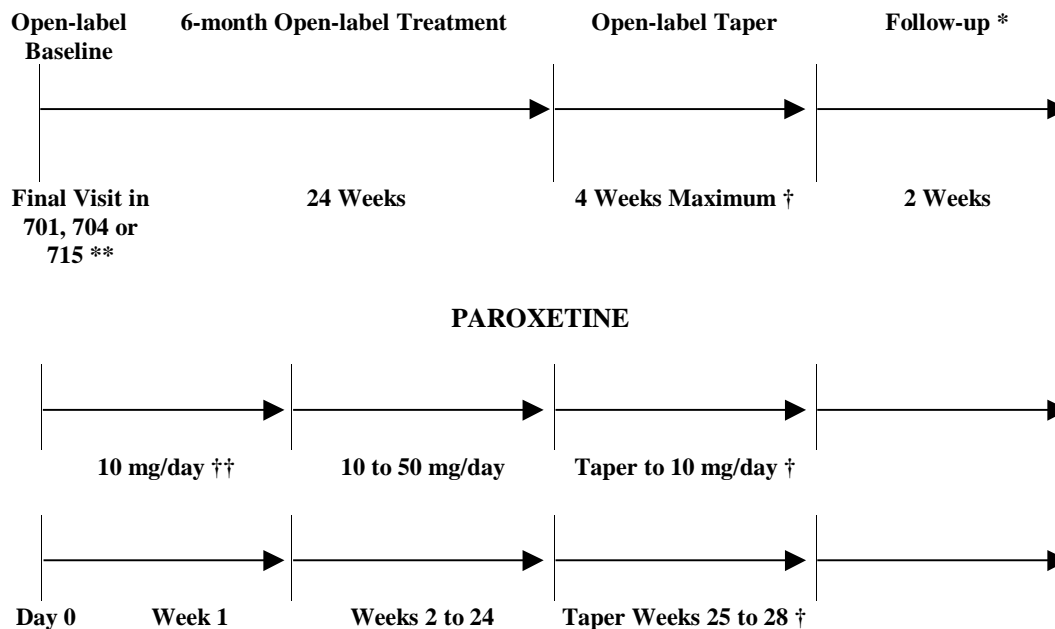 Open-label Baseline
6-month Open-label Treatment
Open-label Taper
Follow-up *
Final Visit in
701, 704 or
715 **
24 Weeks
4 Weeks Maximum †
2 Weeks
PAROXETINE
10 mg/day ††
10 to 50 mg/day
Taper to 10 mg/day †
Day 0
Week 1
Weeks 2 to 24
Taper Weeks 25 to 28 †